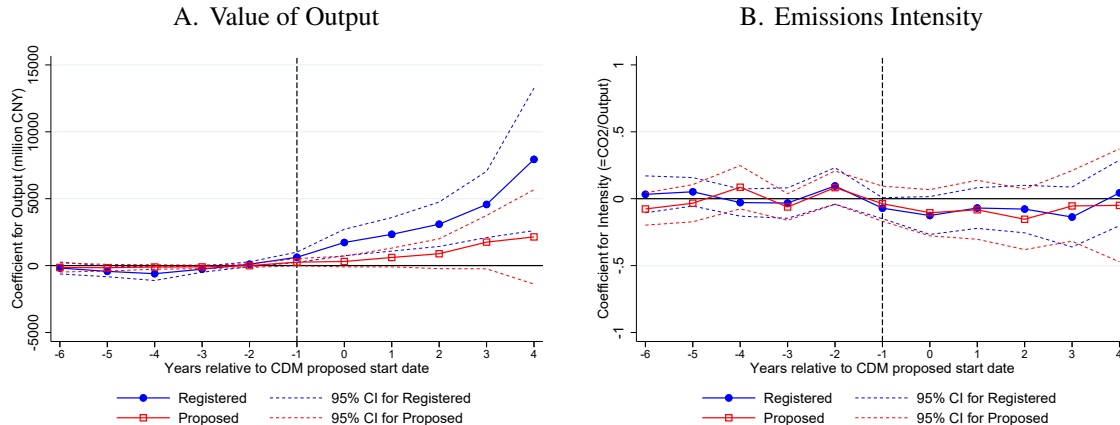 A. Value of Output
Coefficient for Output (million CNY)
15000
10000
5000
0
-5000
-6 -5 -4 -3 -2 -1 0 1 2 3 4
Years relative to CDM proposed start date
Registered 95% CI for Registered
Proposed 95% CI for Proposed
B. Emissions Intensity
Coefficient for Intensity (=CO2/Output)
1
.5
0
-.5
-1
-6 -5 -4 -3 -2 -1 0 1 2 3 4
Years relative to CDM proposed start date
Registered 95% CI for Registered
Proposed 95% CI for Proposed